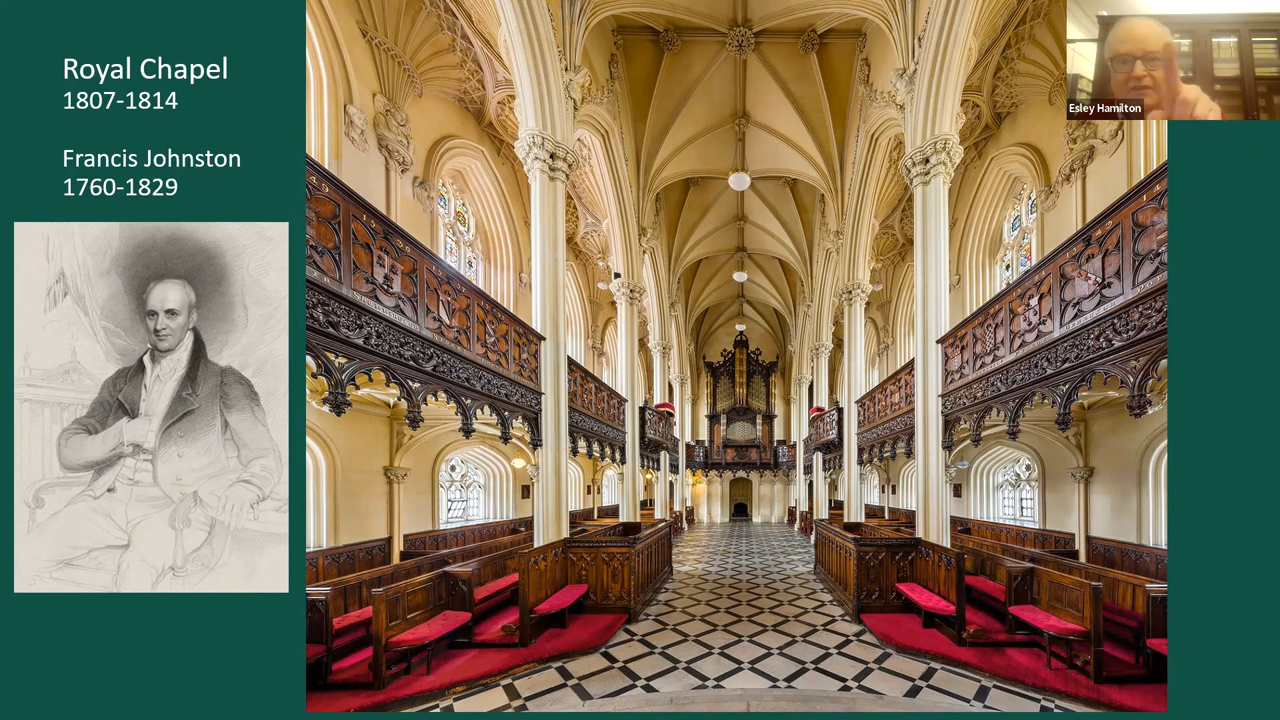 Royal Chapel
1807-1814
Francis Johnston
1760-1829
Esley Hamilton